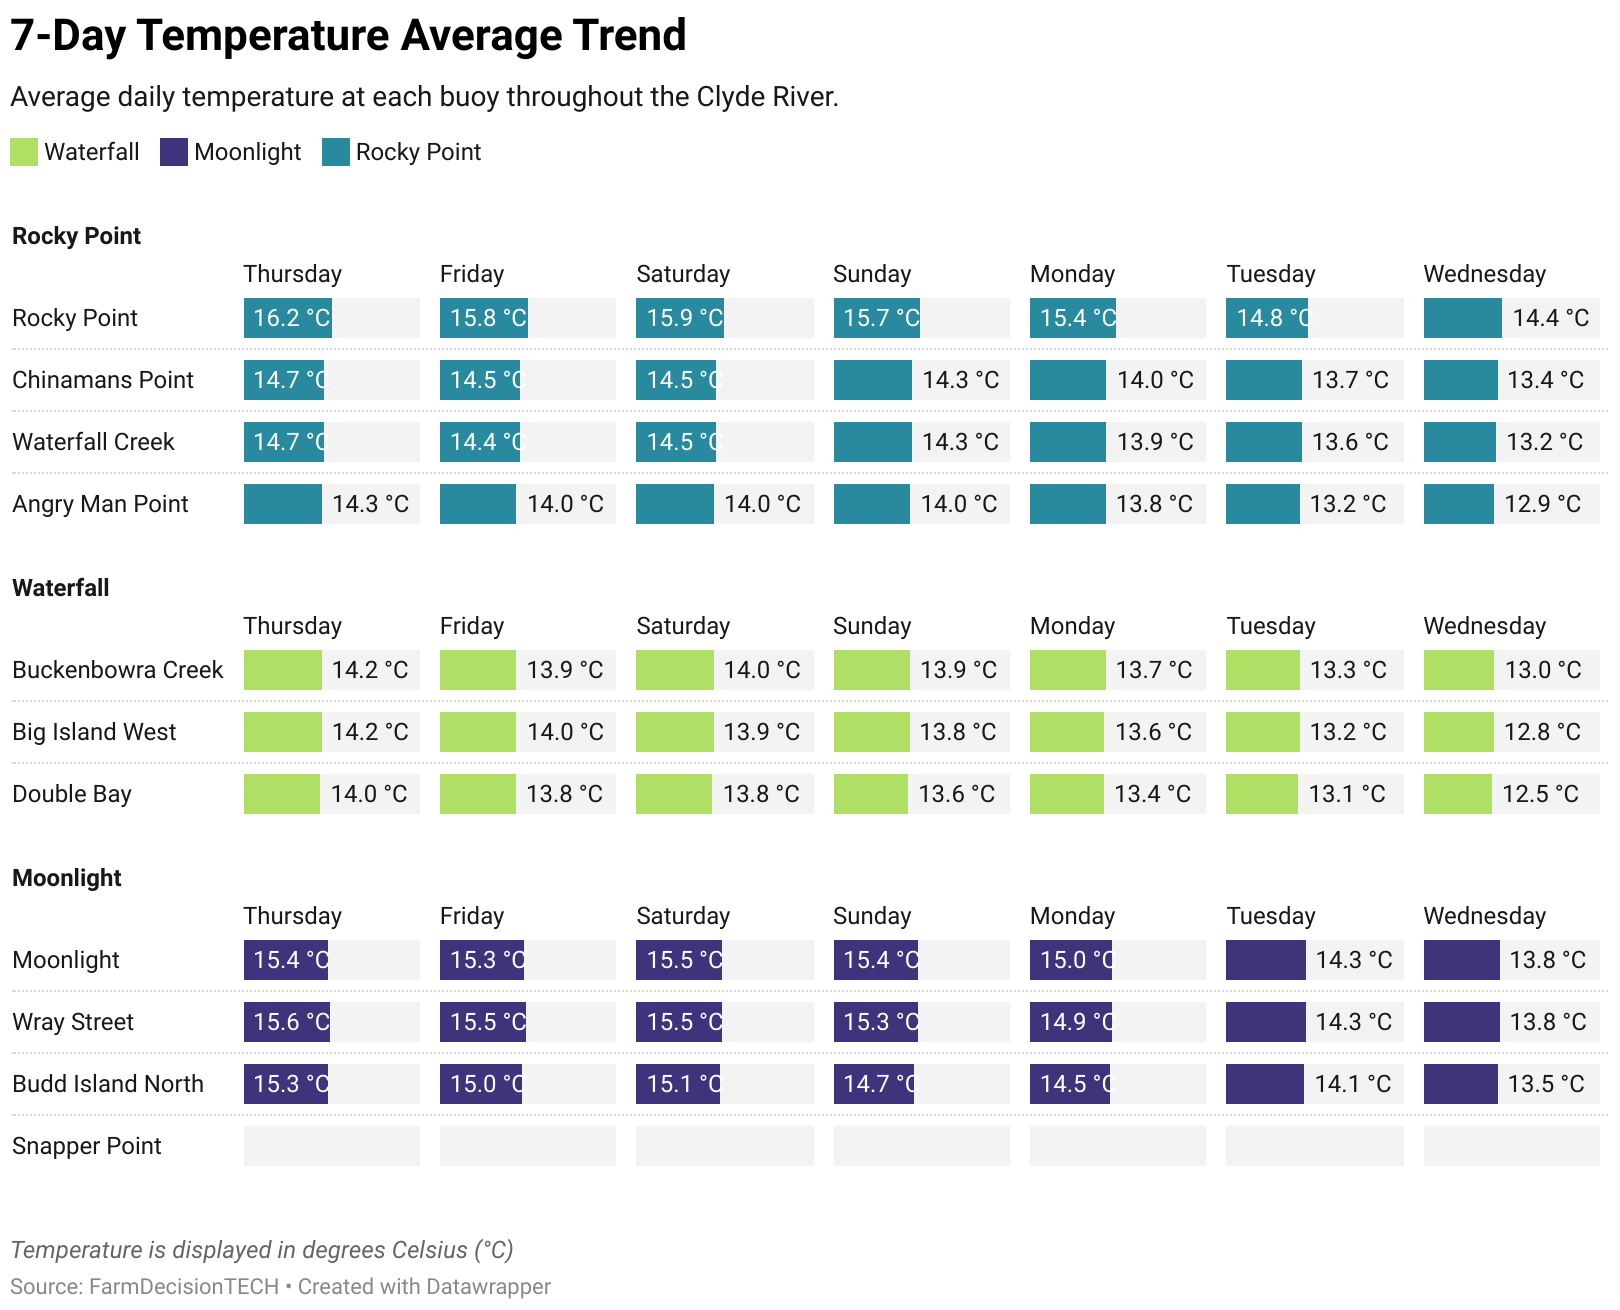 7-Day Temperature Average Trend
Average daily temperature at each buoy throughout the Clyde River.
Waterfall Moonlight Rocky Point
Rocky Point
Thursday Friday Saturday Sunday Monday Tuesday Wednesday
Rocky Point 16.2 °C 15.8 °C 15.9 °C 15.7 °C 15.4 °C 14.8 °C 14.4 °C
Chinamans Point 14.7 °C 14.5 °C 14.5 °C 14.3 °C 14.0 °C 13.7 °C 13.4 °C
Waterfall Creek 14.7 °C 14.4 °C 14.5 °C 14.3 °C 13.9 °C 13.6 °C 13.2 °C
Angry Man Point 14.3 °C 14.0 °C 14.0 °C 14.0 °C 13.8 °C 13.2 °C 12.9 °C
Waterfall
Thursday Friday Saturday Sunday Monday Tuesday Wednesday
Buckenbowra Creek 14.2 °C 13.9 °C 14.0 °C 13.9 °C 13.7 °C 13.3 °C 13.0 °C
Big Island West 14.2 °C 14.0 °C 13.9 °C 13.8 °C 13.6 °C 13.2 °C 12.8 °C
Double Bay 14.0 °C 13.8 °C 13.8 °C 13.6 °C 13.4 °C 13.1 °C 12.5 °C
Moonlight
Thursday Friday Saturday Sunday Monday Tuesday Wednesday
Moonlight 15.4 °C 15.3 °C 15.5 °C 15.4 °C 15.0 °C 14.3 °C 13.8 °C
Wray Street 15.6 °C 15.5 °C 15.5 °C 15.3 °C 14.9 °C 14.3 °C 13.8 °C
Budd Island North 15.3 °C 15.0 °C 15.1 °C 14.7 °C 14.5 °C 14.1 °C 13.5 °C
Snapper Point
Temperature is displayed in degrees Celsius (°C)
Source: FarmDecisionTECH • Created with Datawrapper